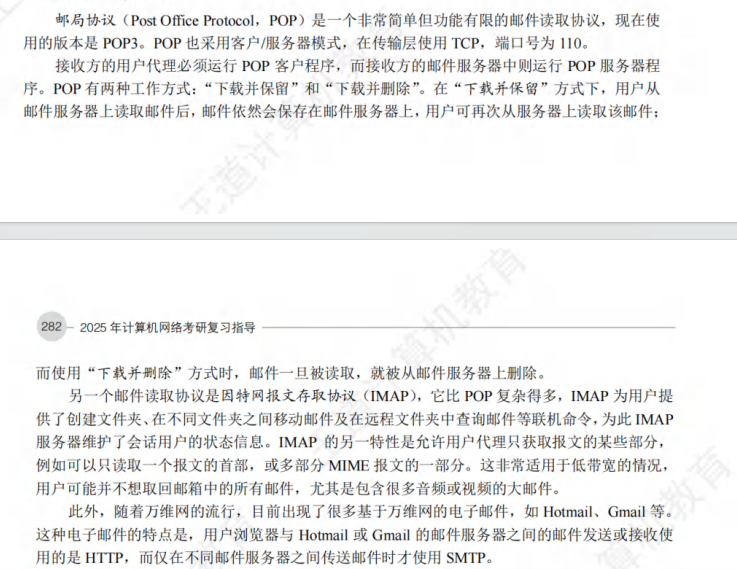 邮局协议（Post Office Protocol，POP）是一个非常简单但功能有限的邮件读取协议，现在使
用的版本是 POP3。POP 也采用客户/服务器模式，在传输层使用 TCP，端口号为 110。
接收方的用户代理必须运行 POP 客户程序，而接收方的邮件服务器中则运行 POP 服务器程
序。POP 有两种工作方式：“下载并保留”和“下载并删除”。在“下载并保留”方式下，用户从
邮件服务器上读取邮件后，邮件依然会保存在邮件服务器上，用户可再次从服务器上读取该邮件；
王道计算机教育
282 2025 年计算机网络考研复习指导
而使用“下载并删除”方式时，邮件一旦被读取，就被从邮件服务器上删除。
另一个邮件读取协议是因特网报文存取协议（IMAP），它比 POP 复杂得多，IMAP 为用户提
供了创建文件夹、在不同文件夹之间移动邮件及在远程文件夹中查询邮件等联机命令，为此 IMAP
服务器维护了会话用户的状态信息。IMAP 的另一特性是允许用户代理只获取报文的某些部分，
例如可以只读取一个报文的首部，或多部分 MIME 报文的一部分。这非常适用于低带宽的情况，
用户可能并不想取回邮箱中的所有邮件，尤其是包含很多音频或视频的大邮件。
此外，随着万维网的流行，目前出现了很多基于万维网的电子邮件，如 Hotmail、Gmail 等。
这种电子邮件的特点是，用户浏览器与 Hotmail 或 Gmail 的邮件服务器之间的邮件发送或接收使
用的是 HTTP，而仅在不同邮件服务器之间传送邮件时才使用 SMTP。
王道计算机教育
算机教育